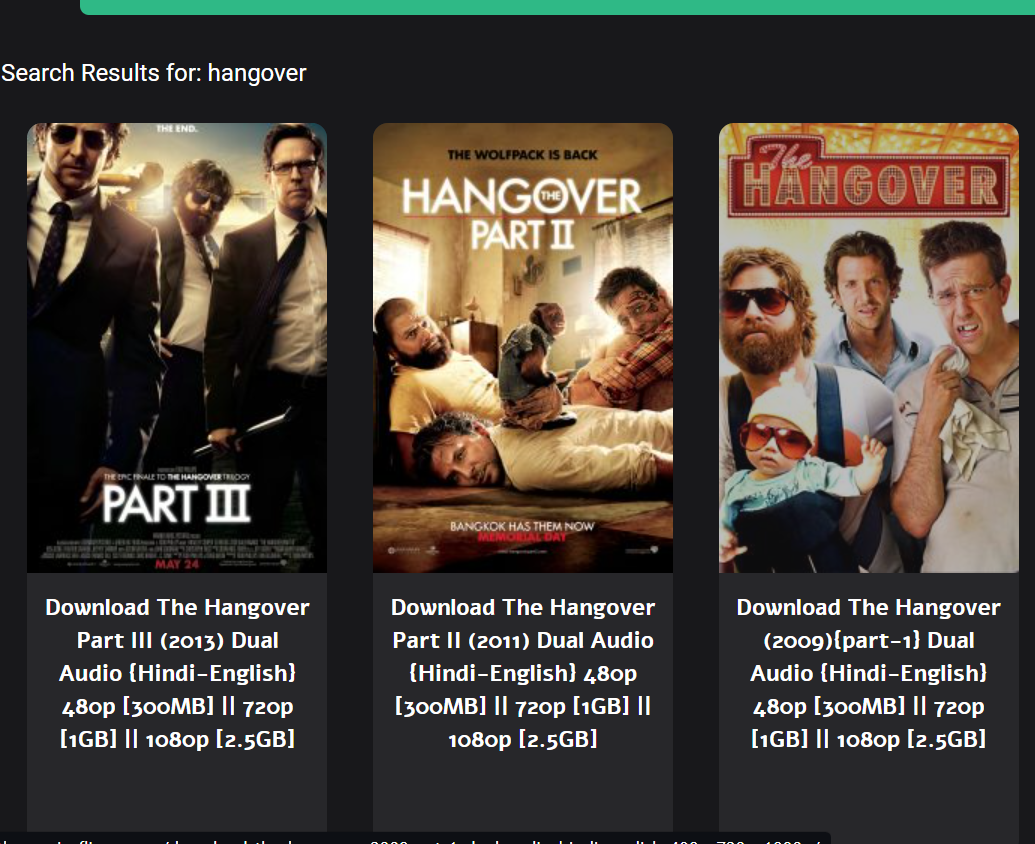 Search Results for: hangover
THE END.
THE EPIC FINALE TO THE HANGOVER TRILOGY
PART III
MAY 24
THE WOLFPACK IS BACK
THE
HANGOVER
PART II
BANGKOK HAS THEM NOW
MEMORIAL DAY
The
HANGOVER
Download The Hangover
Part III (2013) Dual
Audio {Hindi-English}
480p [300MB] || 720p
[1GB] || 1080p [2.5GB]
Download The Hangover
Part II (2011) Dual Audio
{Hindi-English} 480p
[300MB] || 720p [1GB] ||
1080p [2.5GB]
Download The Hangover
(2009){part-1} Dual
Audio {Hindi-English}
480p [300MB] || 720p
[1GB] || 1080p [2.5GB]